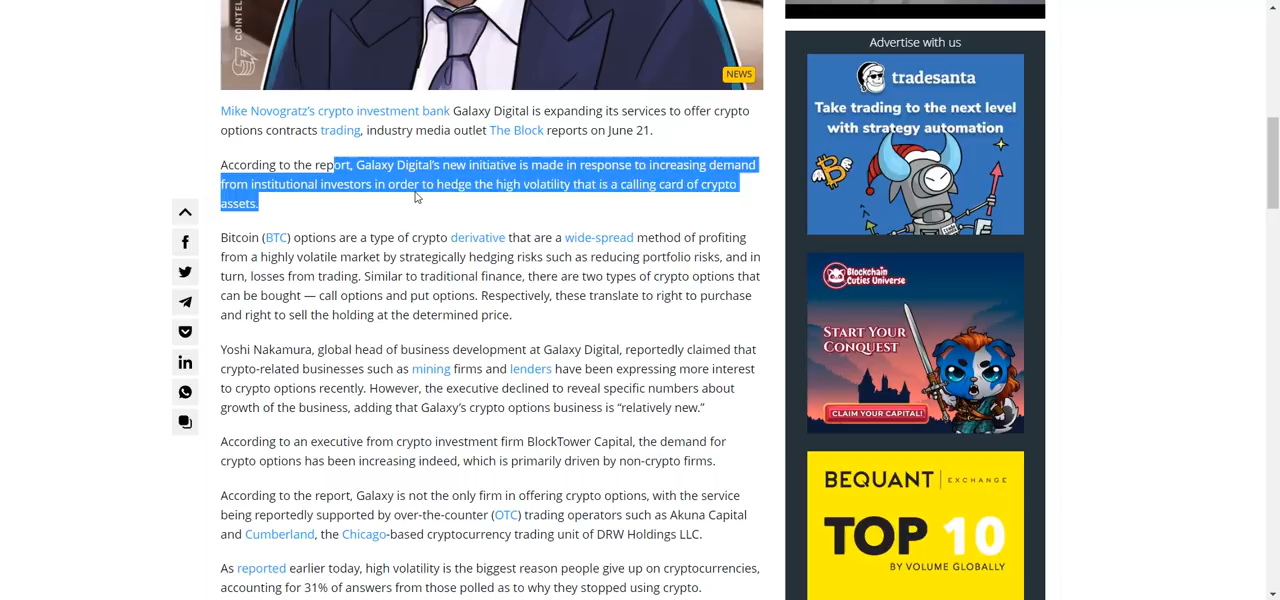 COINTEL
NEWS
Mike Novogratz's crypto investment bank Galaxy Digital is expanding its services to offer crypto
options contracts trading, industry media outlet The Block reports on June 21.
According to the report, Galaxy Digital's new initiative is made in response to increasing demand
from institutional investors in order to hedge the high volatility that is a calling card of crypto
assets.
Bitcoin (BTC) options are a type of crypto derivative that are a wide-spread method of profiting
from a highly volatile market by strategically hedging risks such as reducing portfolio risks, and in
turn, losses from trading. Similar to traditional finance, there are two types of crypto options that
can be bought — call options and put options. Respectively, these translate to right to purchase
and right to sell the holding at the determined price.
Yoshi Nakamura, global head of business development at Galaxy Digital, reportedly claimed that
crypto-related businesses such as mining firms and lenders have been expressing more interest
to crypto options recently. However, the executive declined to reveal specific numbers about
growth of the business, adding that Galaxy's crypto options business is “relatively new.”
According to an executive from crypto investment firm BlockTower Capital, the demand for
crypto options has been increasing indeed, which is primarily driven by non-crypto firms.
According to the report, Galaxy is not the only firm in offering crypto options, with the service
being reportedly supported by over-the-counter (OTC) trading operators such as Akuna Capital
and Cumberland, the Chicago-based cryptocurrency trading unit of DRW Holdings LLC.
As reported earlier today, high volatility is the biggest reason people give up on cryptocurrencies,
accounting for 31% of answers from those polled as to why they stopped using crypto.
Advertise with us
tradesanta
Take trading to the next level
with strategy automation
Blockchain
Cuties Universe
START YOUR
CONQUEST
CLAIM YOUR CAPITAL!
BEQUANT | EXCHANGE
TOP 10
BY VOLUME GLOBALLY